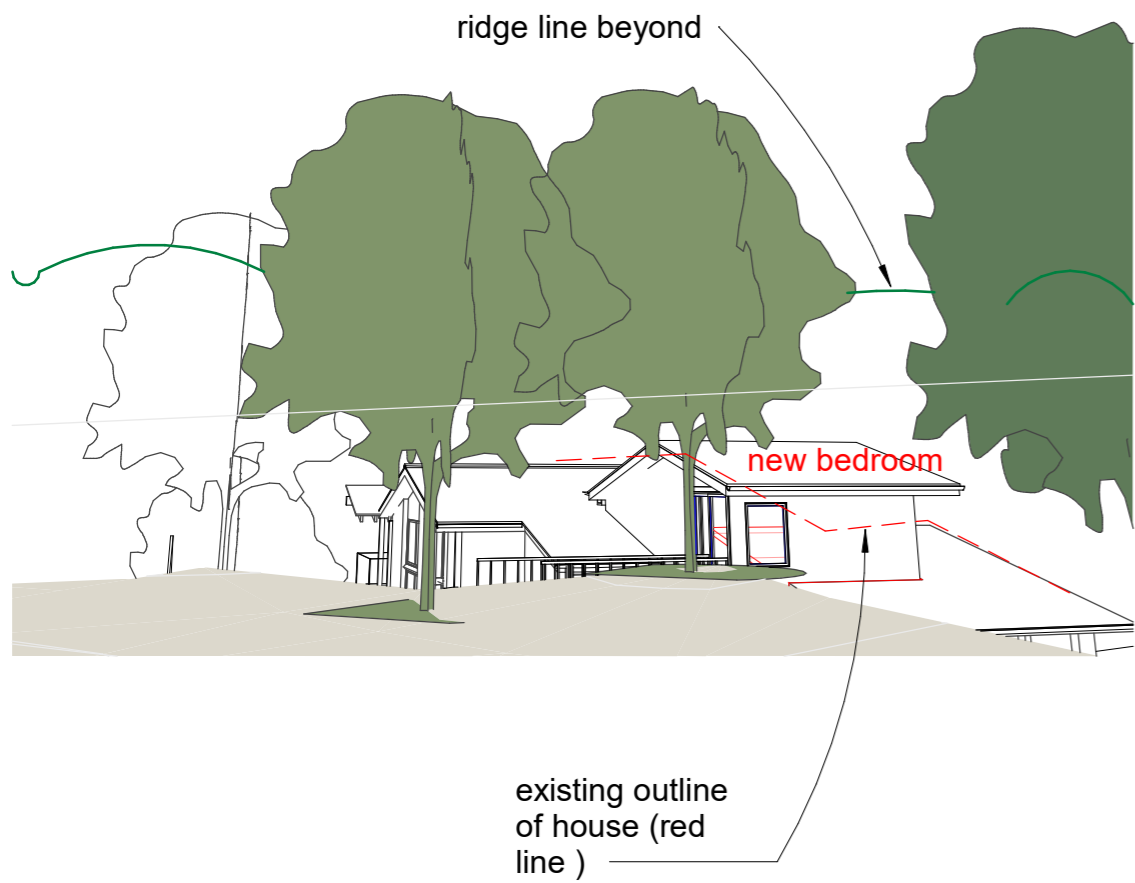 ridge line beyond
new bedroom
existing outline
of house (red
line )